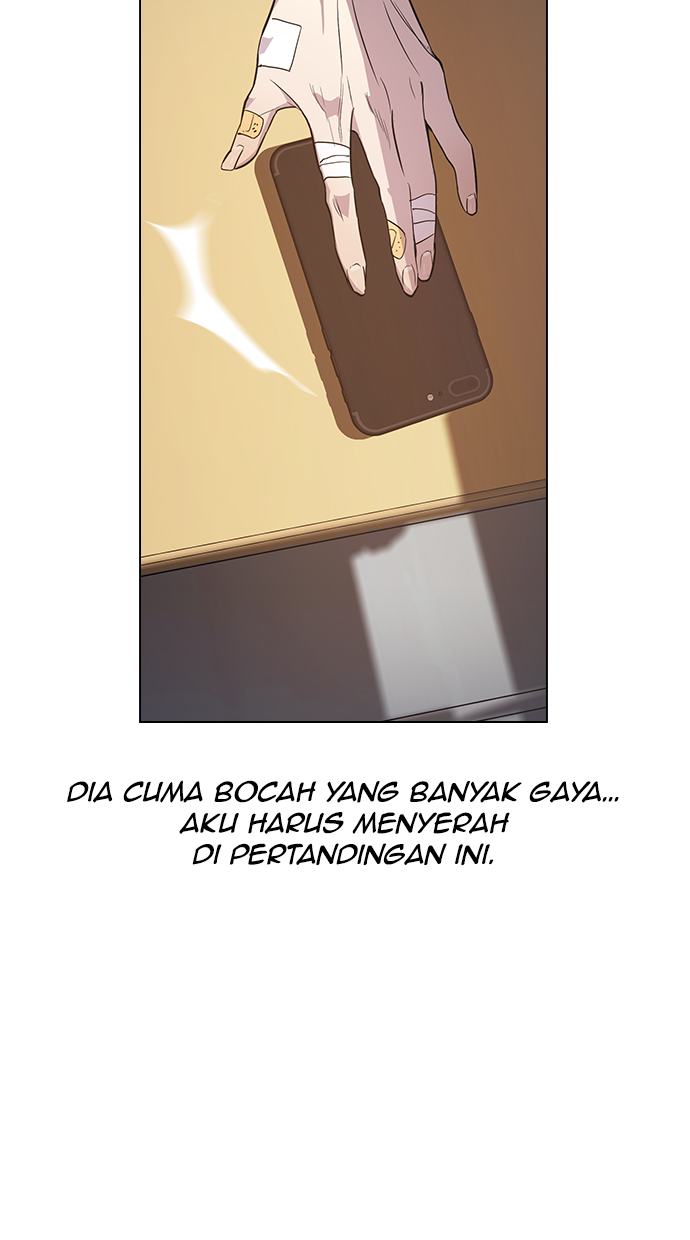 DIA CUMA BOCAH YANG BANYAK GAYA...
AKU HARUS MENYERAH
DI PERTANDINGAN INI.